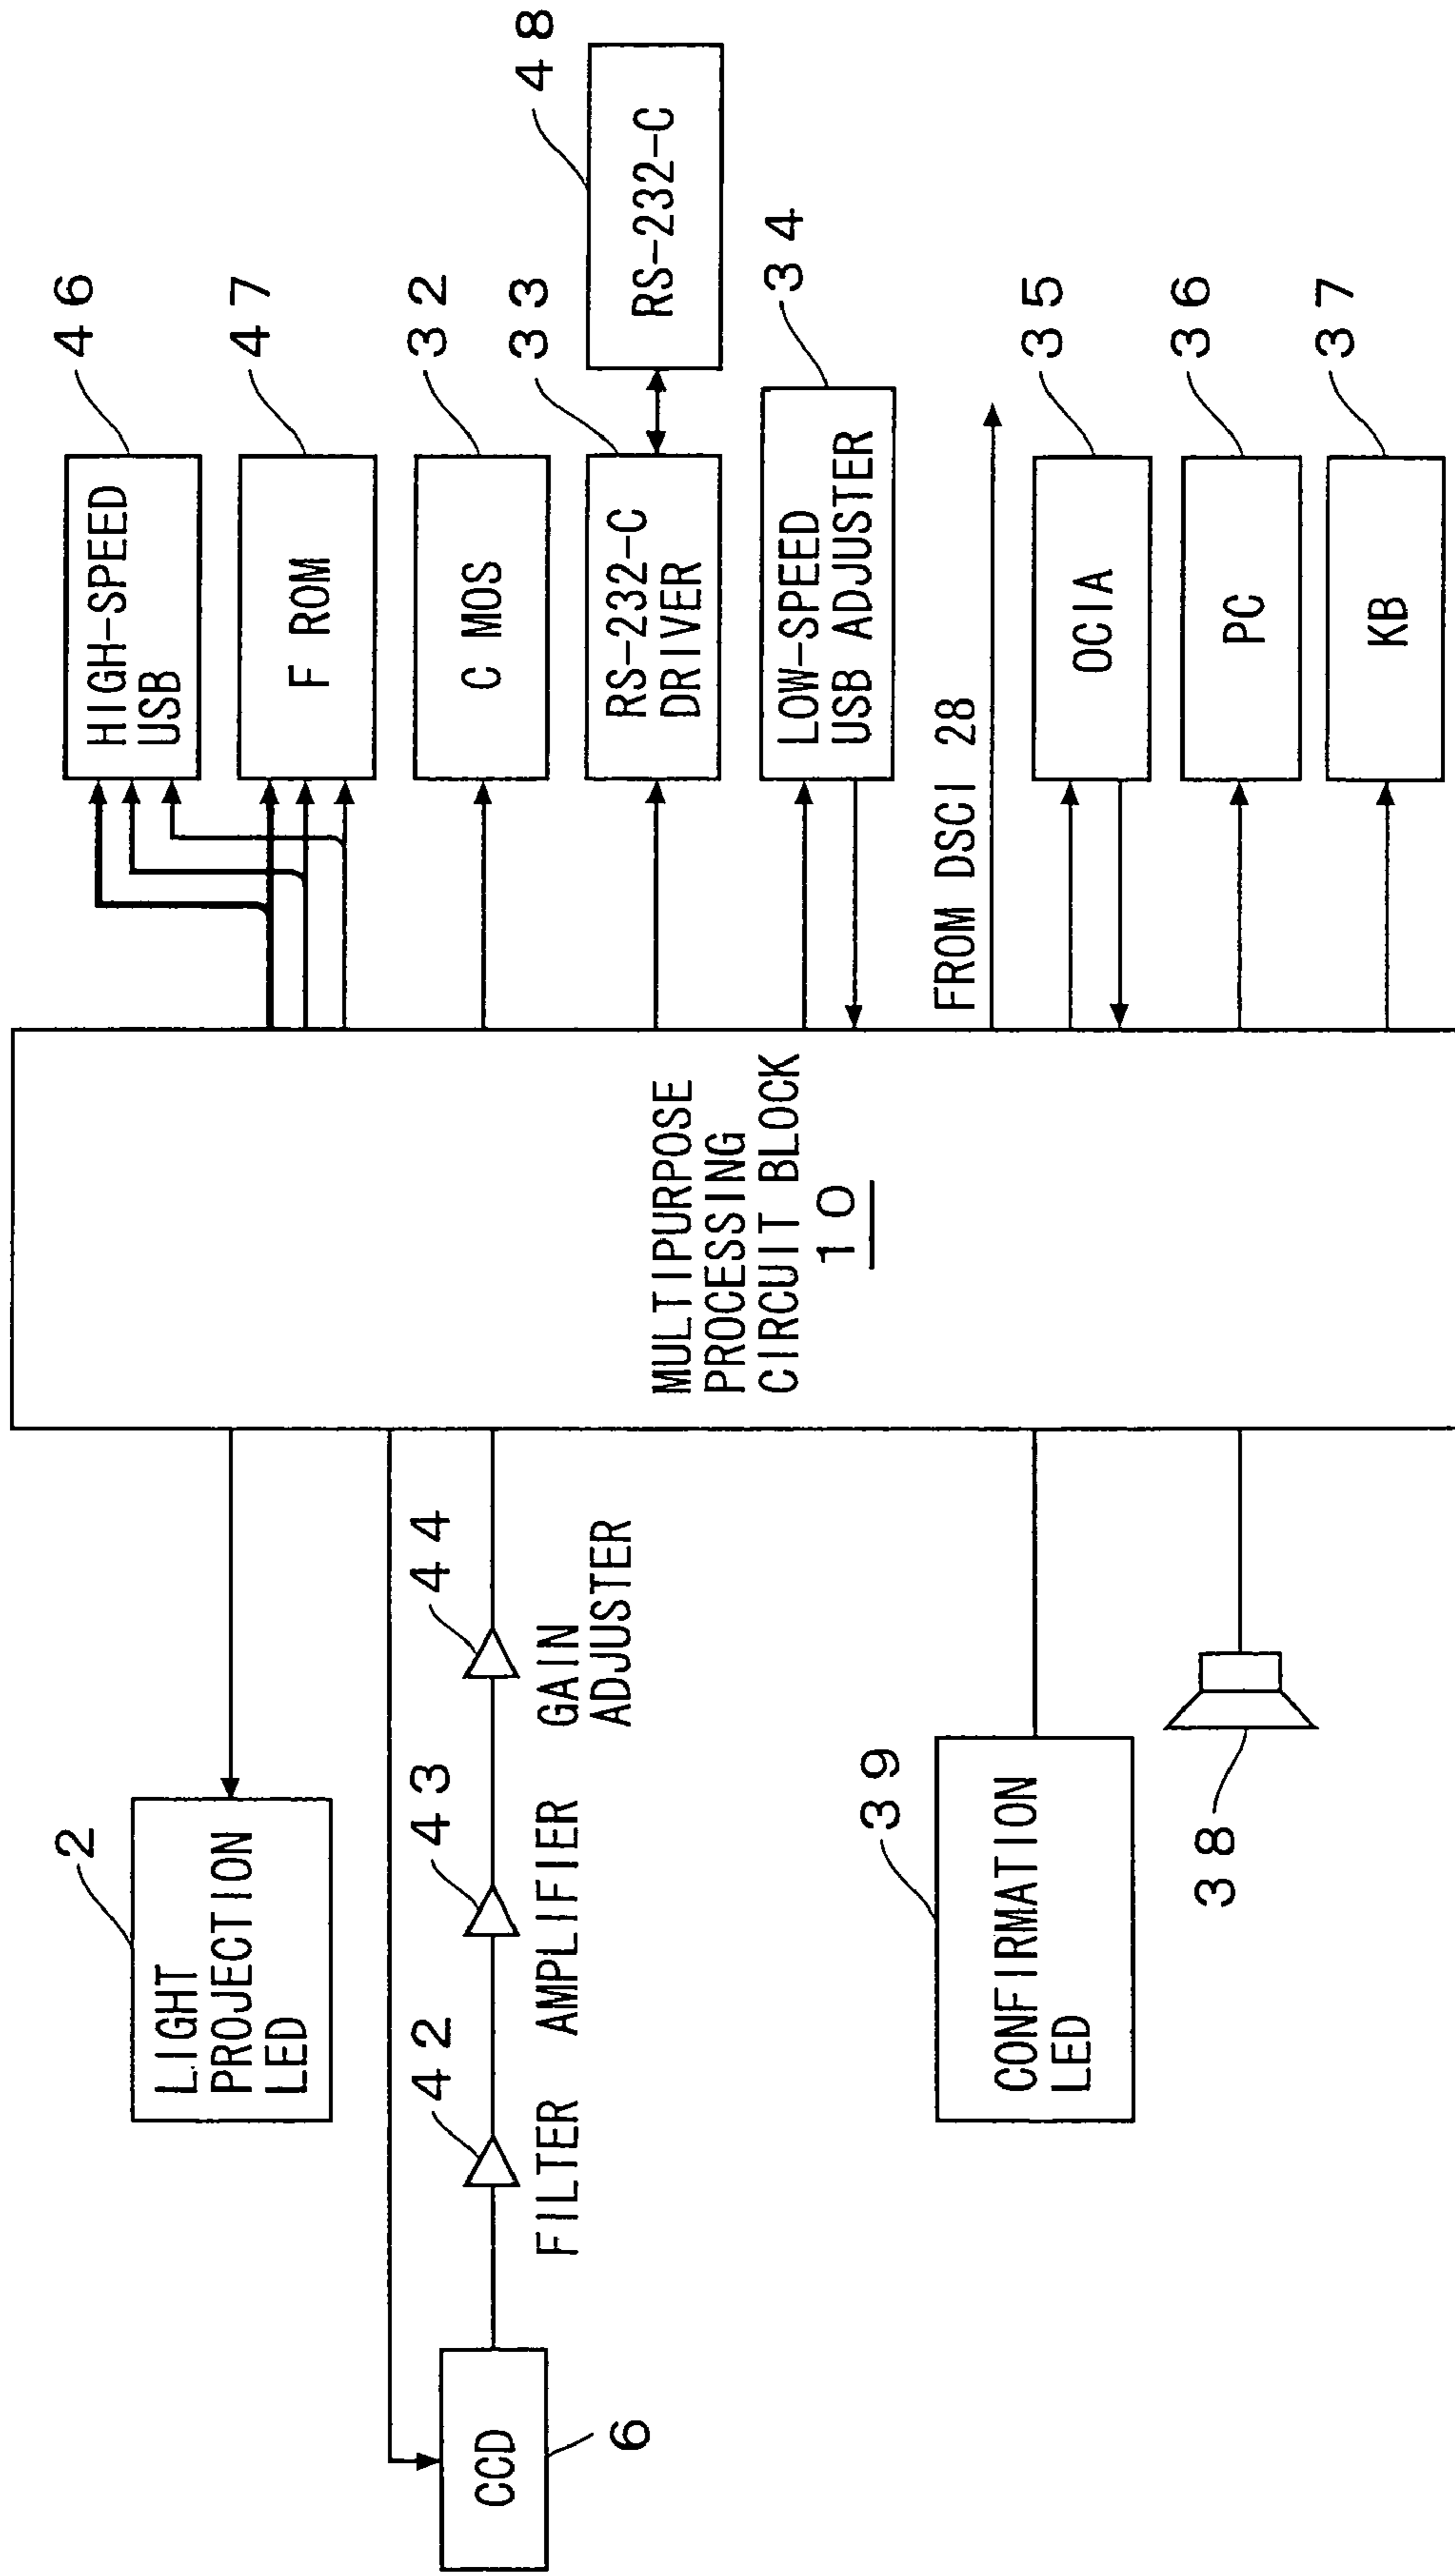 2
LIGHT
PROJECTION
LED
CCD
6
42
43
44
FILTER
AMPLIFIER
GAIN
ADJUSTER
39
CONFIRMATION
LED
38
MULTIPURPOSE
PROCESSING
CIRCUIT BLOCK
10
46
HIGH-SPEED
USB
47
F ROM
32
C MOS
33
RS-232-C
DRIVER
48
RS-232-C
34
LOW-SPEED
USB ADJUSTER
FROM DSCI 28
35
OCIA
36
PC
37
KB